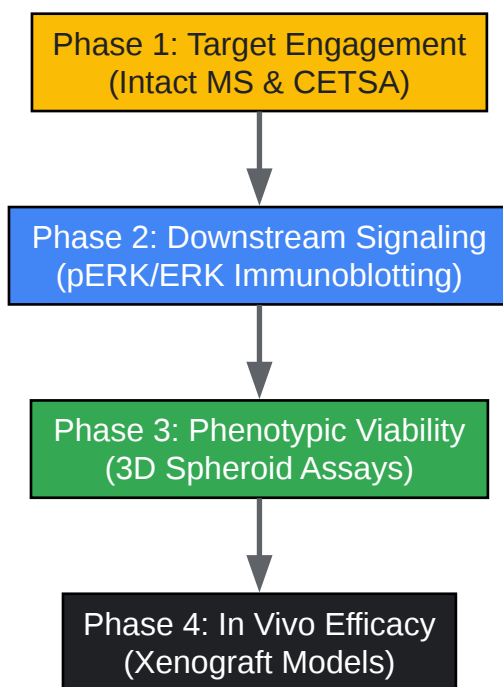 Phase 1: Target Engagement
(Intact MS & CETSA)
Phase 2: Downstream Signaling
(pERK/ERK Immunoblotting)
Phase 3: Phenotypic Viability
(3D Spheroid Assays)
Phase 4: In Vivo Efficacy
(Xenograft Models)